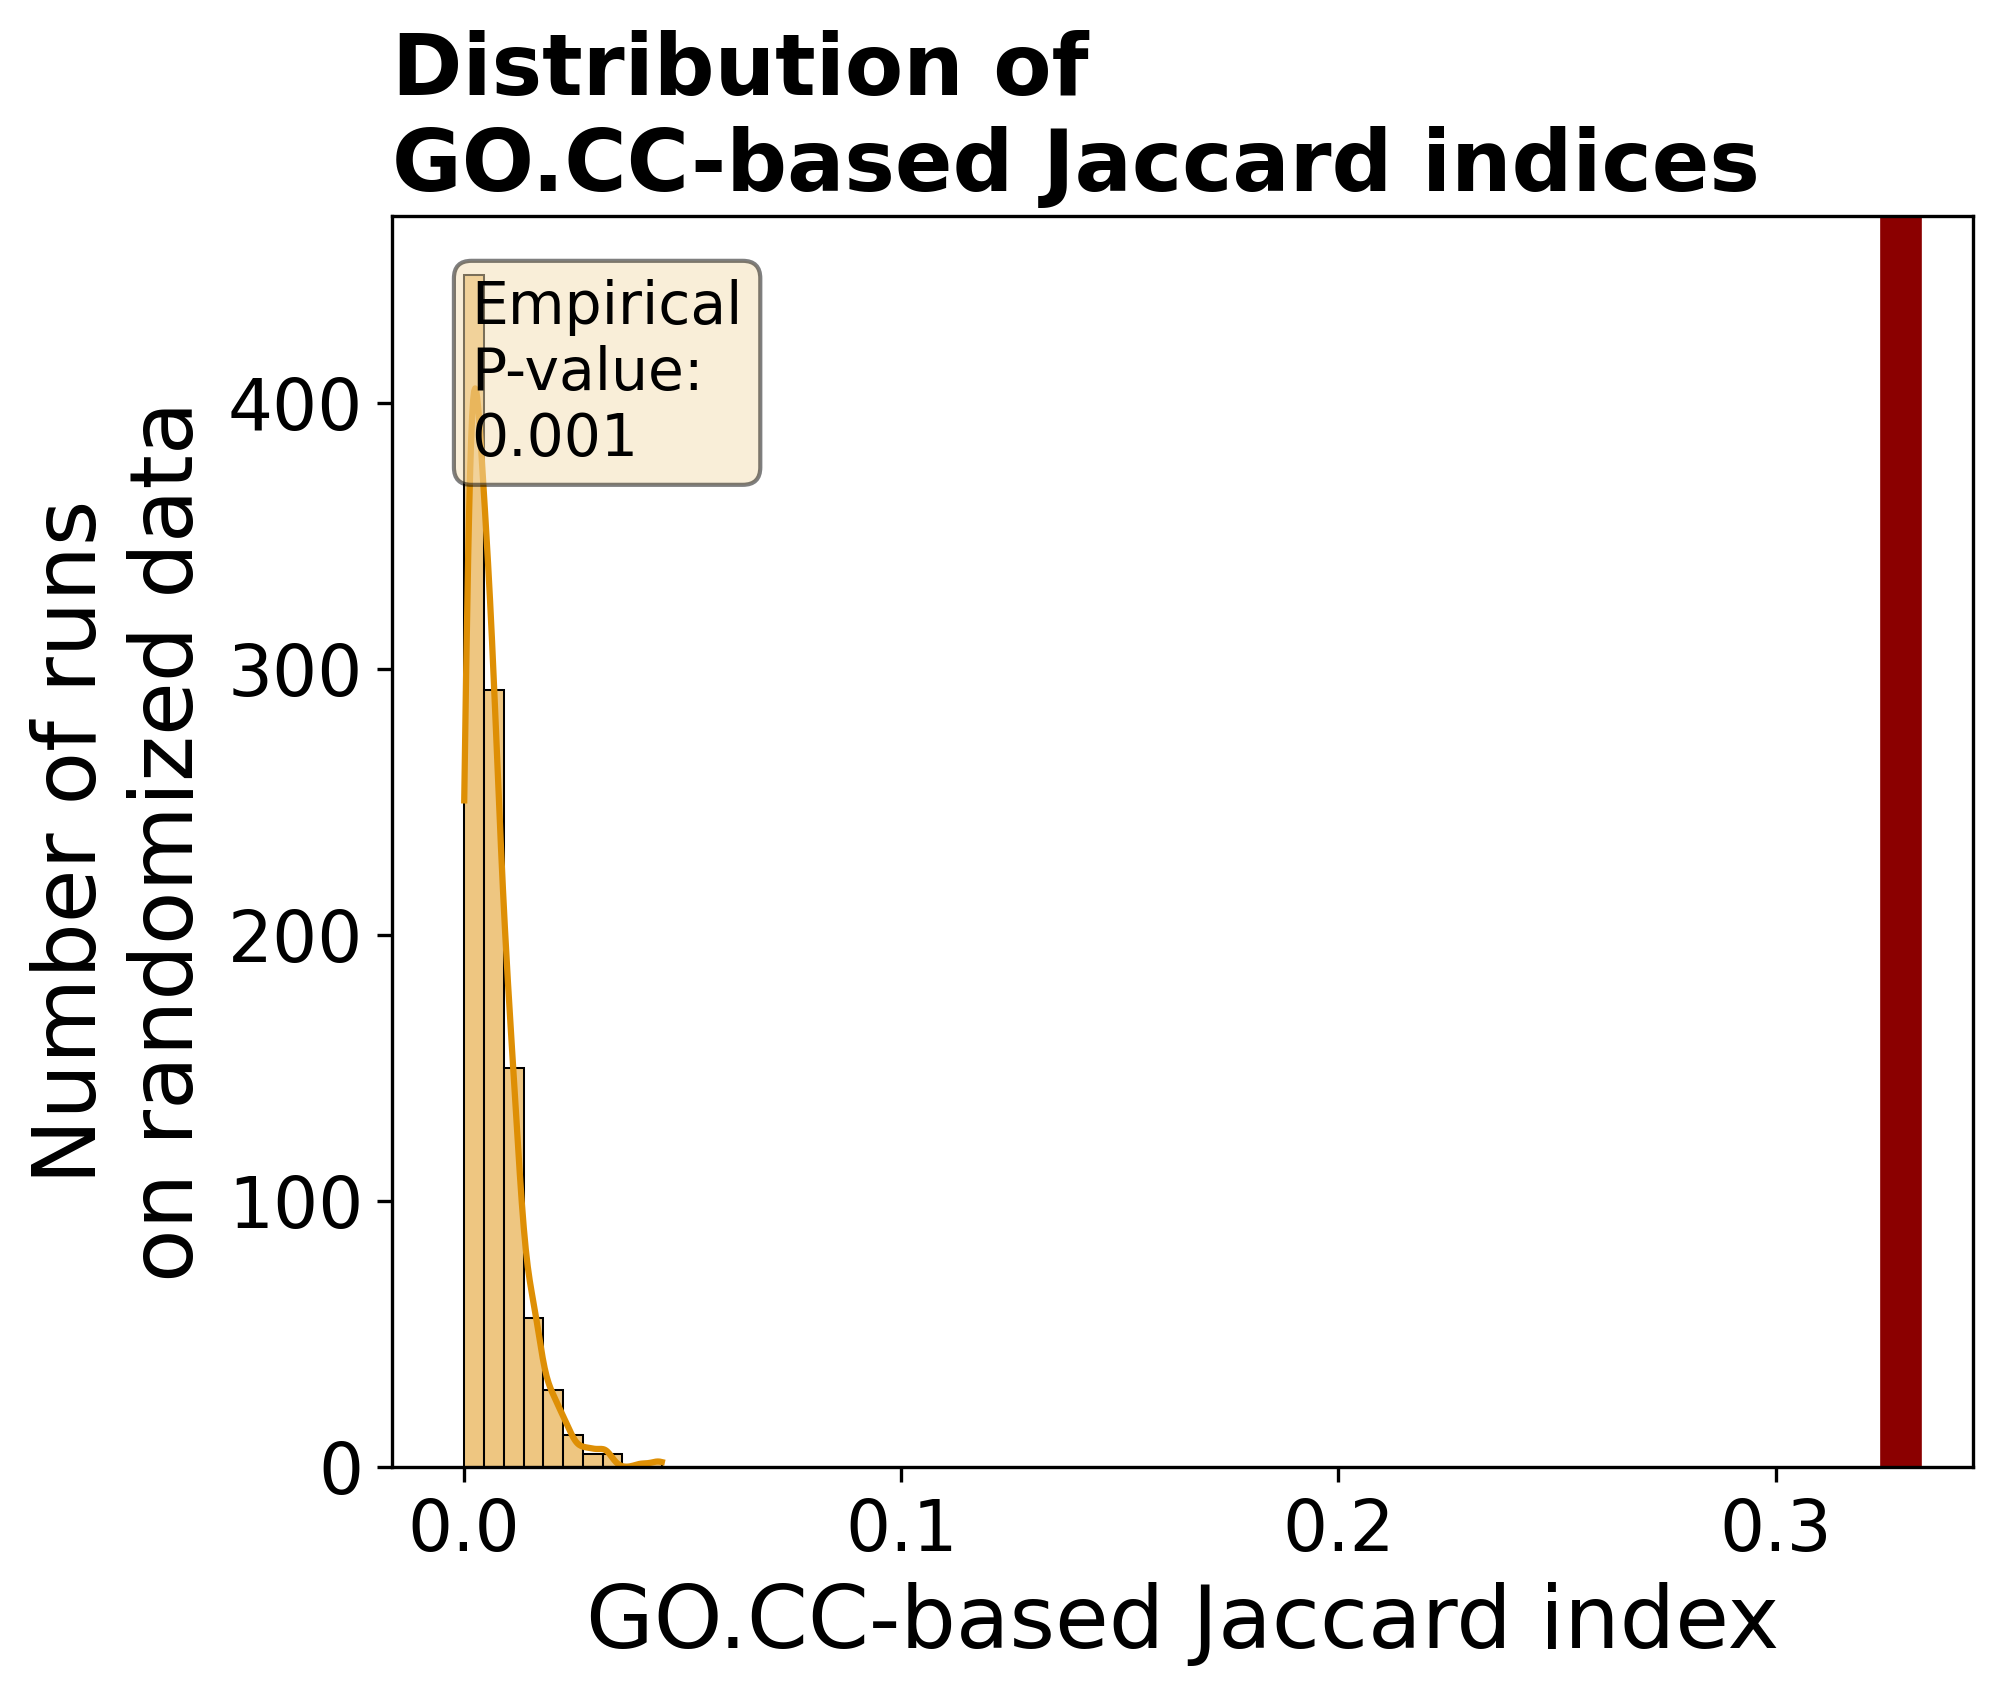 Distribution of
GO.CC-based Jaccard indices
Empirical
P-value:
0.001
Number of runs
on randomized data
400
300
200
100
0
0.0 0.1 0.2 0.3
GO.CC-based Jaccard index